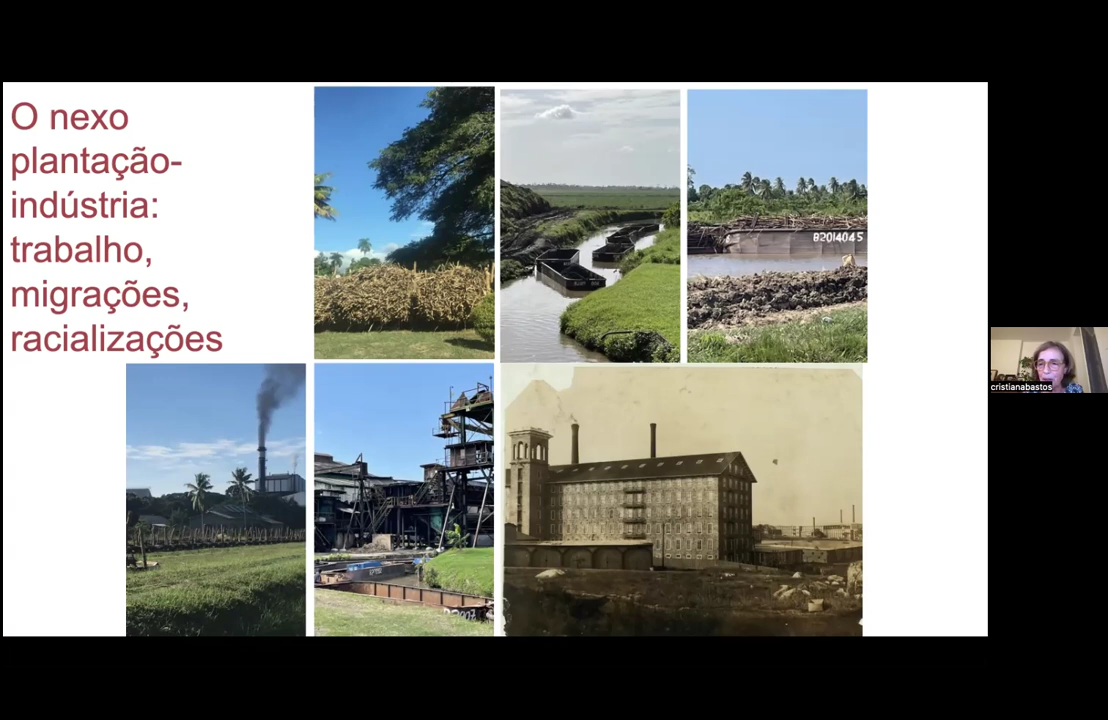 O nexo
plantação-
indústria:
trabalho,
migrações,
racializações
B2014045
cristianabastos